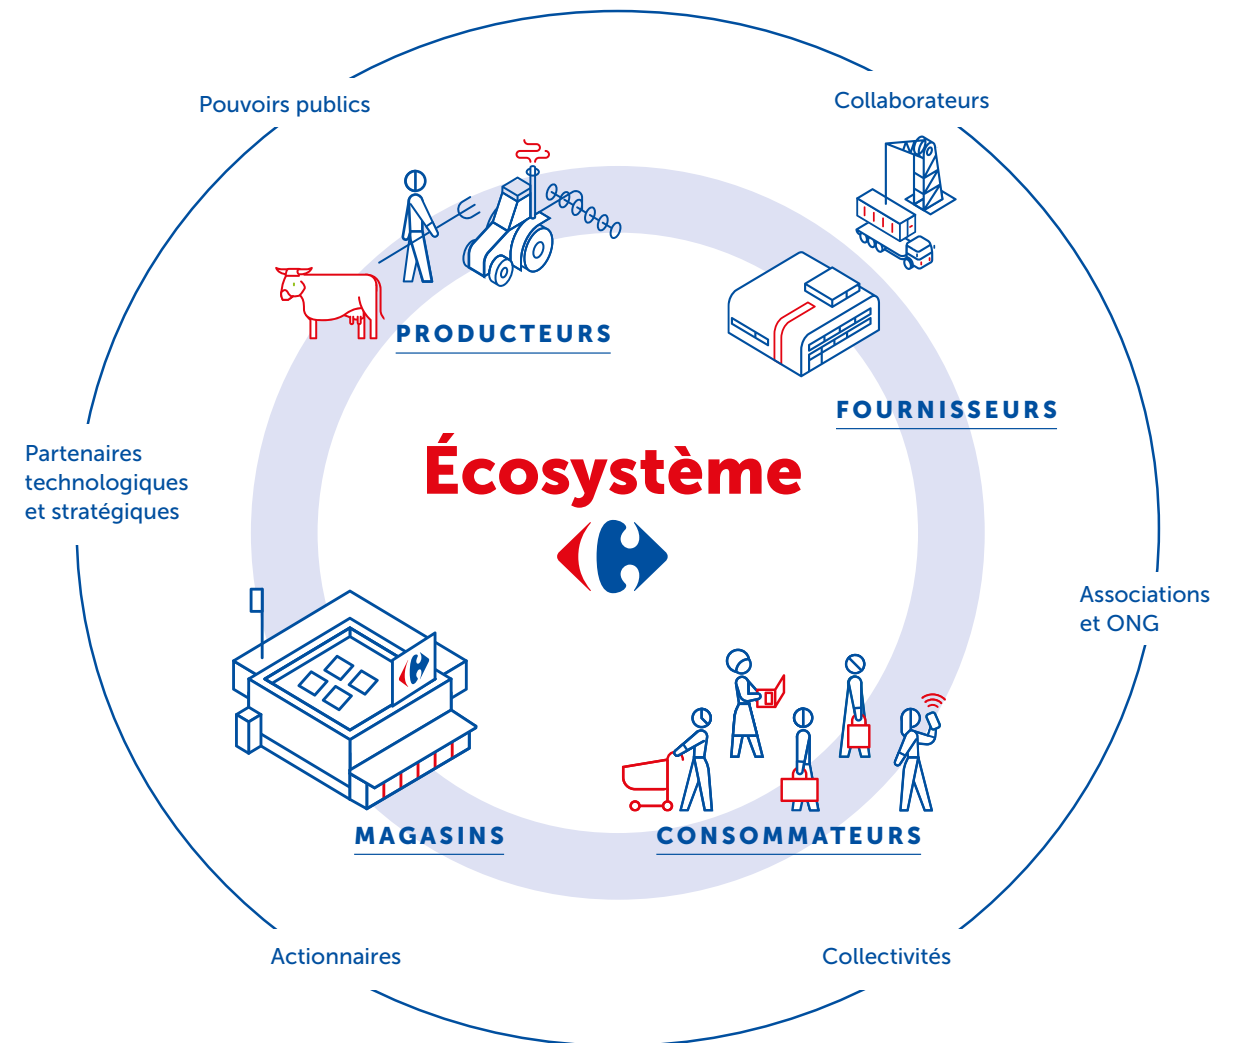 Pouvoirs publics
Collaborateurs
PRODUCTEURS
FOURNISSEURS
Écosystème
Partenaires
technologiques
et stratégiques
Associations
et ONG
MAGASINS
CONSOMMATEURS
Actionnaires
Collectivités